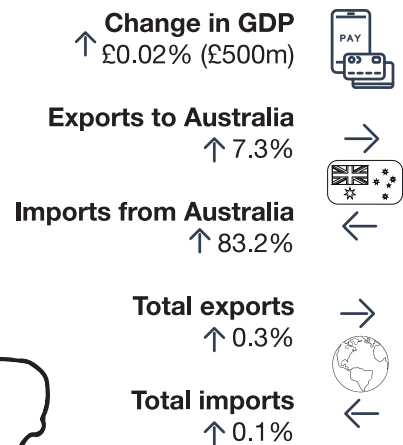 Change in GDP
↑ £0.02% (£500m)
PAY
Exports to Australia
↑ 7.3%
Imports from Australia
↑ 83.2%
Total exports
↑ 0.3%
Total imports
↑ 0.1%